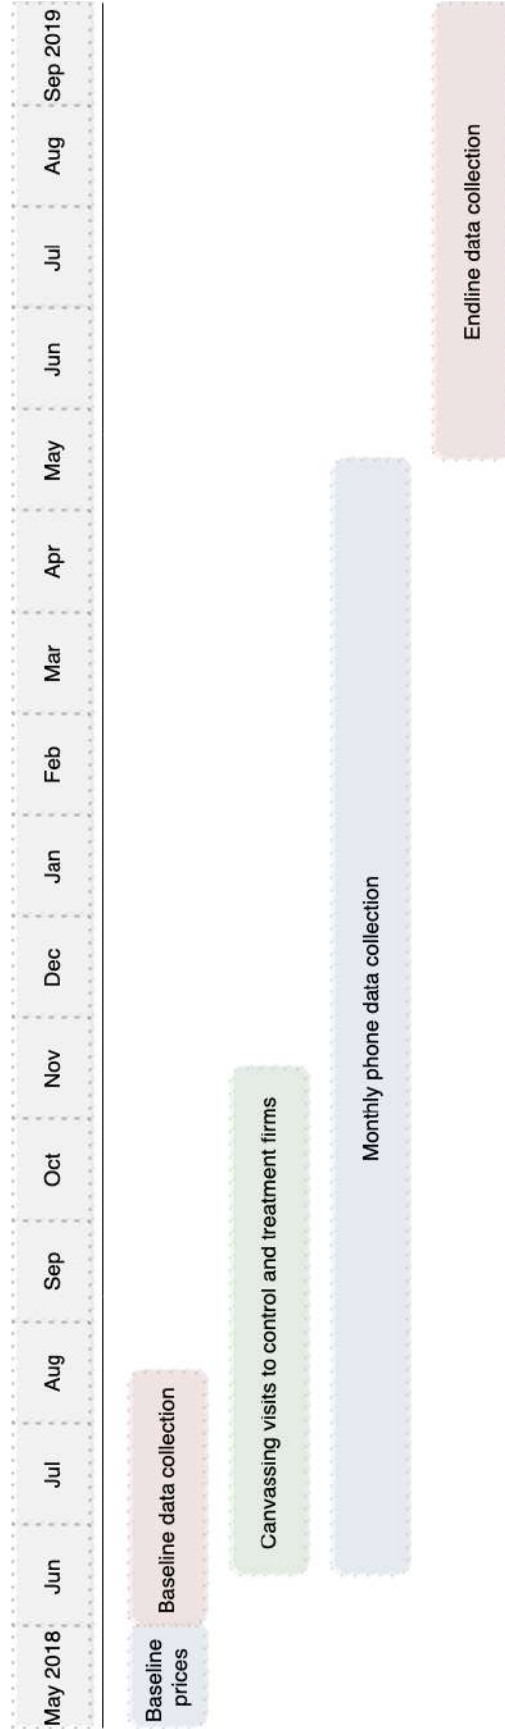 May 2018
Jun
Jul
Aug
Sep
Oct
Nov
Dec
Jan
Feb
Mar
Apr
May
Jun
Jul
Aug
Sep 2019
Baseline
prices
Baseline data collection
Canvassing visits to control and treatment firms
Monthly phone data collection
Endline data collection